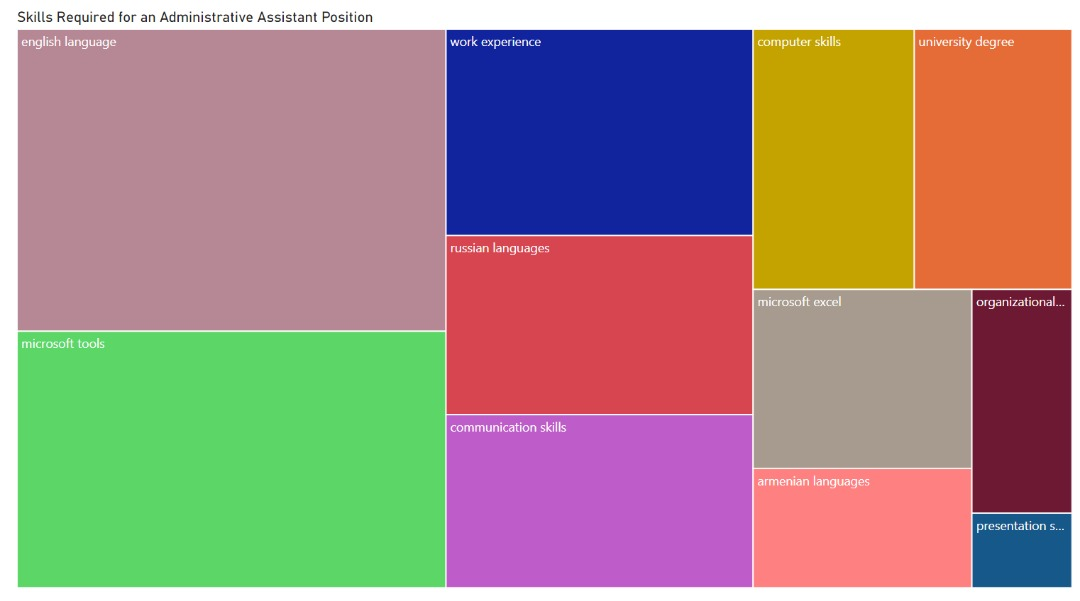 Skills Required for an Administrative Assistant Position
english language
work experience
computer skills
university degree
russian languages
microsoft excel
organizational...
microsoft tools
communication skills
armenian languages
presentation s...